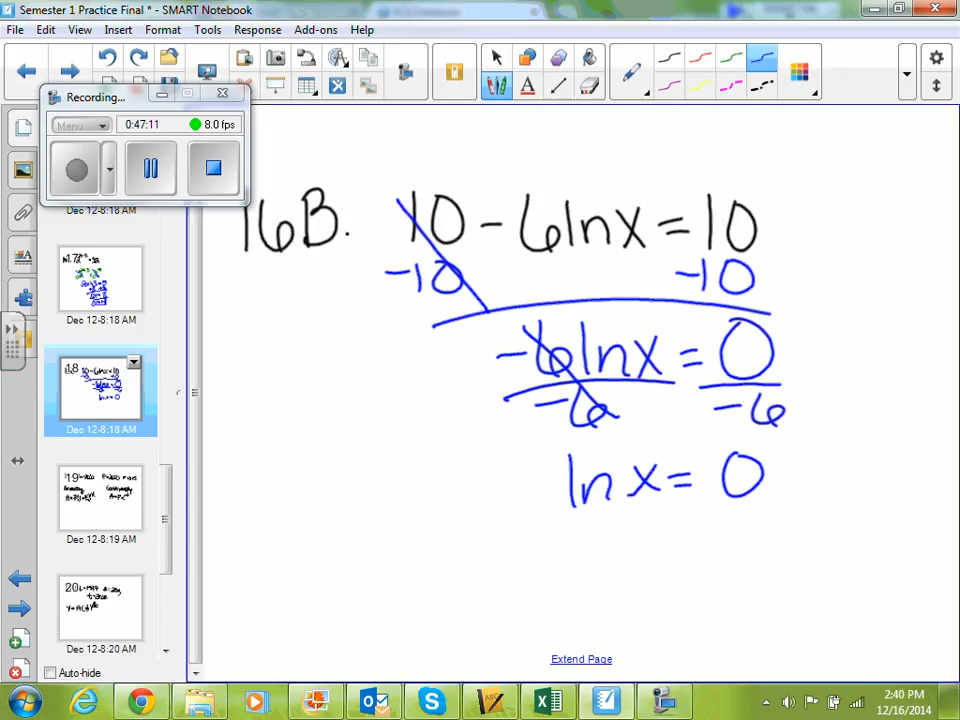 Semester 1 Practice Final * - SMART Notebook
File Edit View Insert Format Tools Response Add-ons Help
Recording...
Menu 0:47:11 8.0 fps
Dec 12-8:18 AM
Dec 12-8:18 AM
Dec 12-8:18 AM
Dec 12-8:19 AM
Dec 12-8:20 AM
Auto-hide
16B. 10 - 6lnx = 10
-10 -10
-6lnx = 0
-6 -6
ln x = 0
Extend Page
2:40 PM
12/16/2014